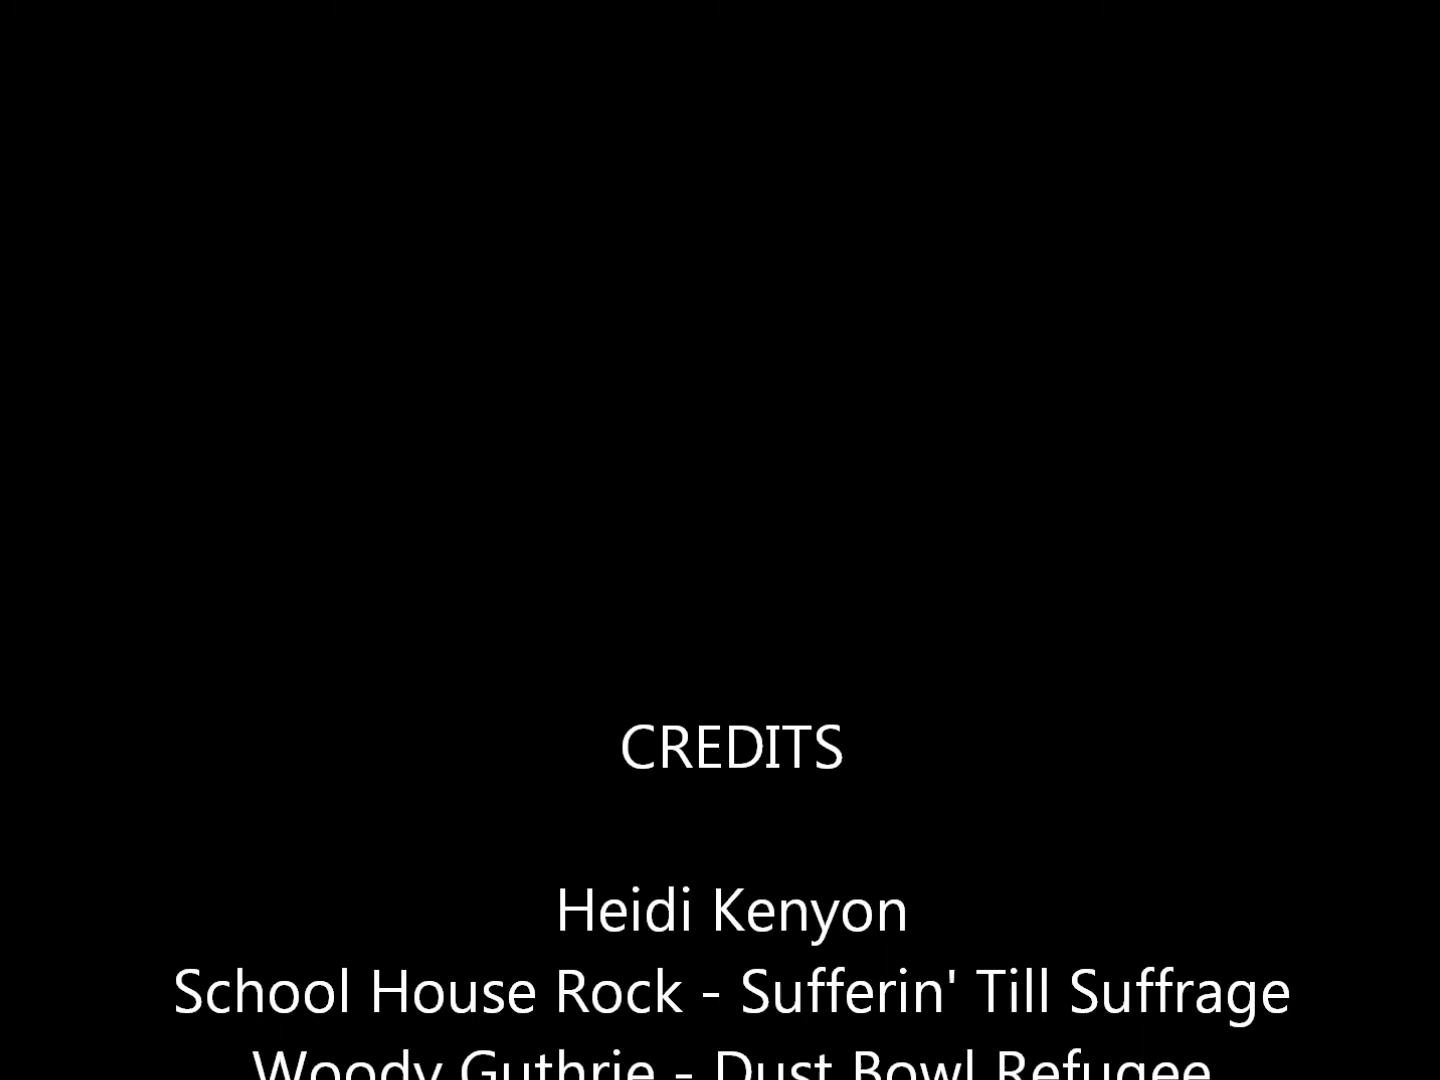 CREDITS
Heidi Kenyon
School House Rock - Sufferin' Till Suffrage
Woody Guthrie - Dust Bowl Refugee